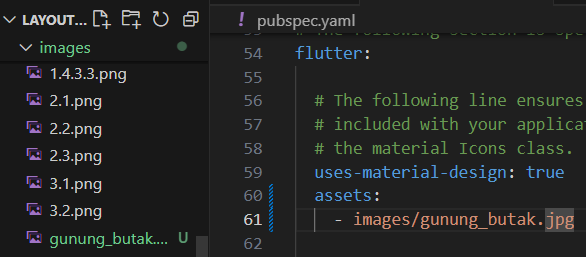 LAYOUT...
images
1.4.3.3.png
2.1.png
2.2.png
2.3.png
3.1.png
3.2.png
gunung_butak.... U
! pubspec.yaml
54 flutter:
55
56 # The following line ensures
57 # included with your applica
58 # the material Icons class.
59 uses-material-design: true
60 assets:
61 - images/gunung_butak.jpg
62